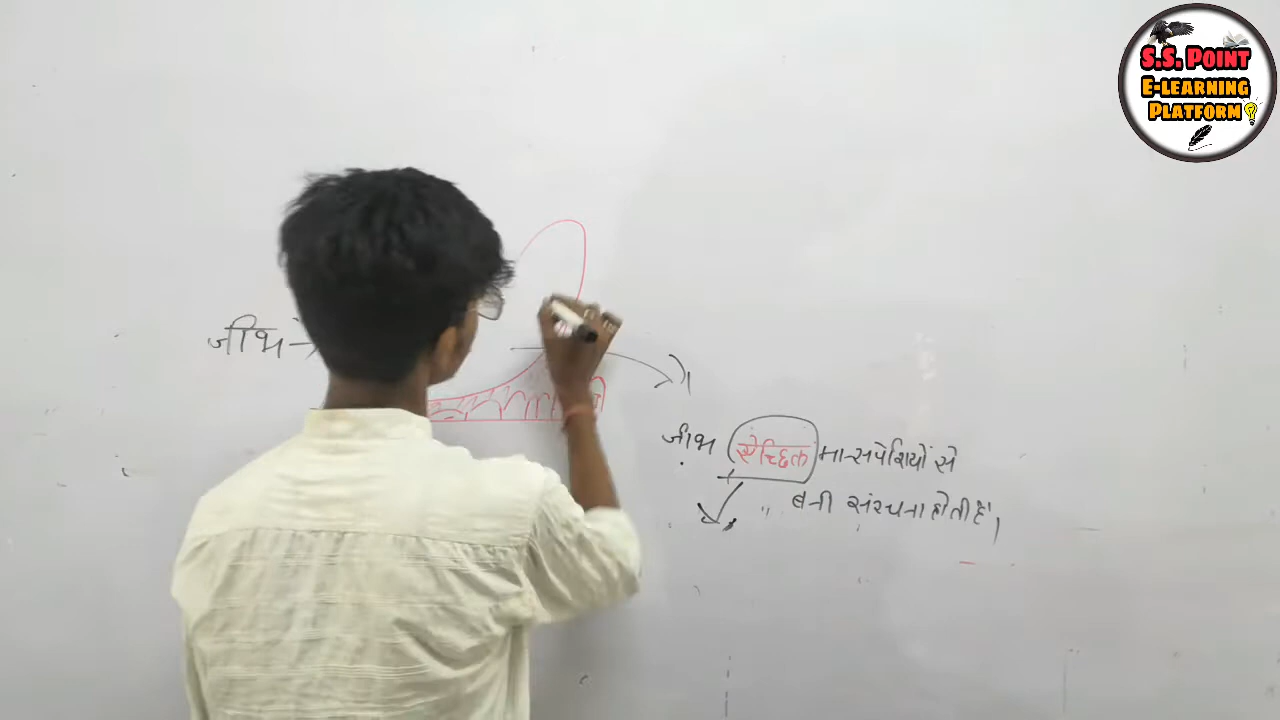 S.S. POINT
E-LEARNING
PLATFORM
जीभ
जीभ ऐच्छिक मान्सपेशियों से
बनी संरचना होती है।